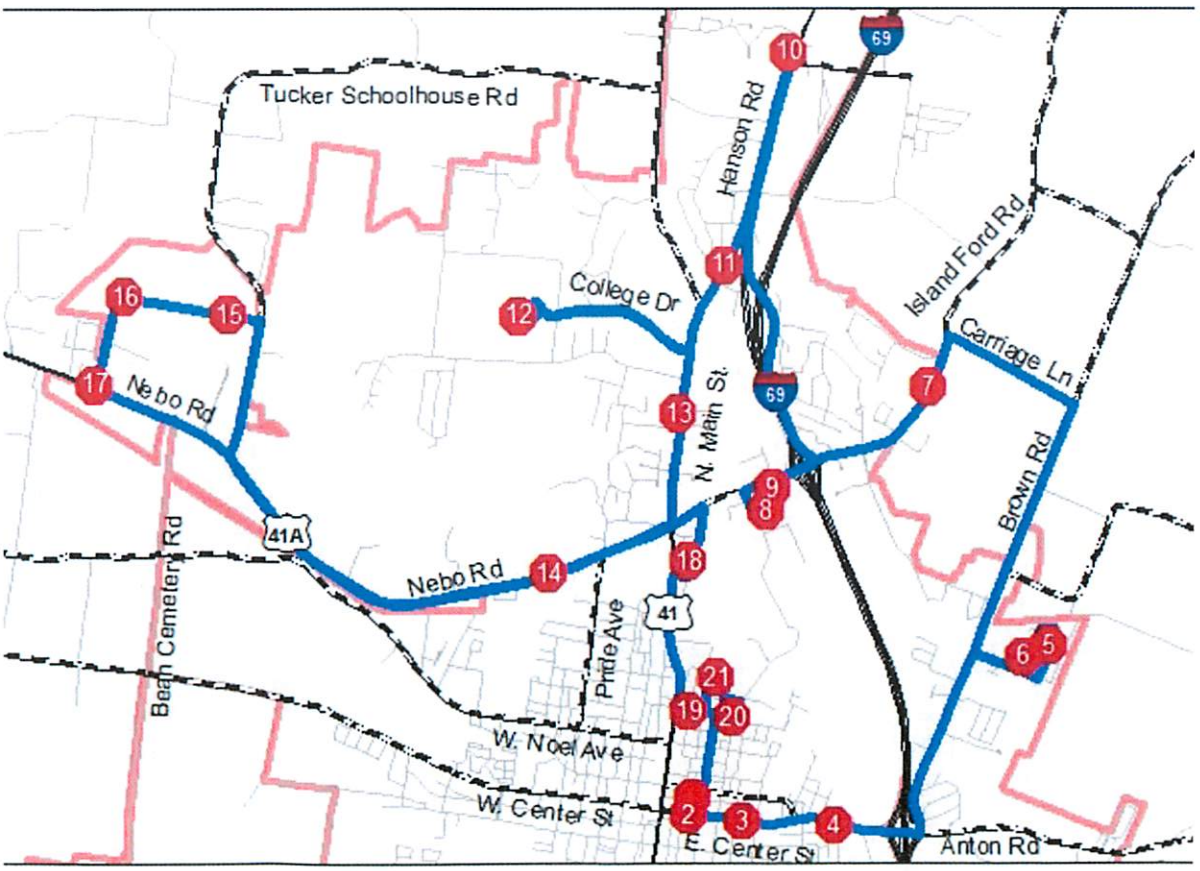 69
10
Tucker Schoolhouse Rd
Hanson Rd
Island Ford Rd
11
16
15
12
College Dr
Carriage Ln
17
Nebo Rd
69
7
13
N. Main St.
Brown Rd
9
8
41A
Bean Cemetery Rd
Nebo Rd
14
18
41
Pride Ave
5
6
21
19
20
W. Noel Ave
W. Center St
2
3
4
E. Center St
Anton Rd